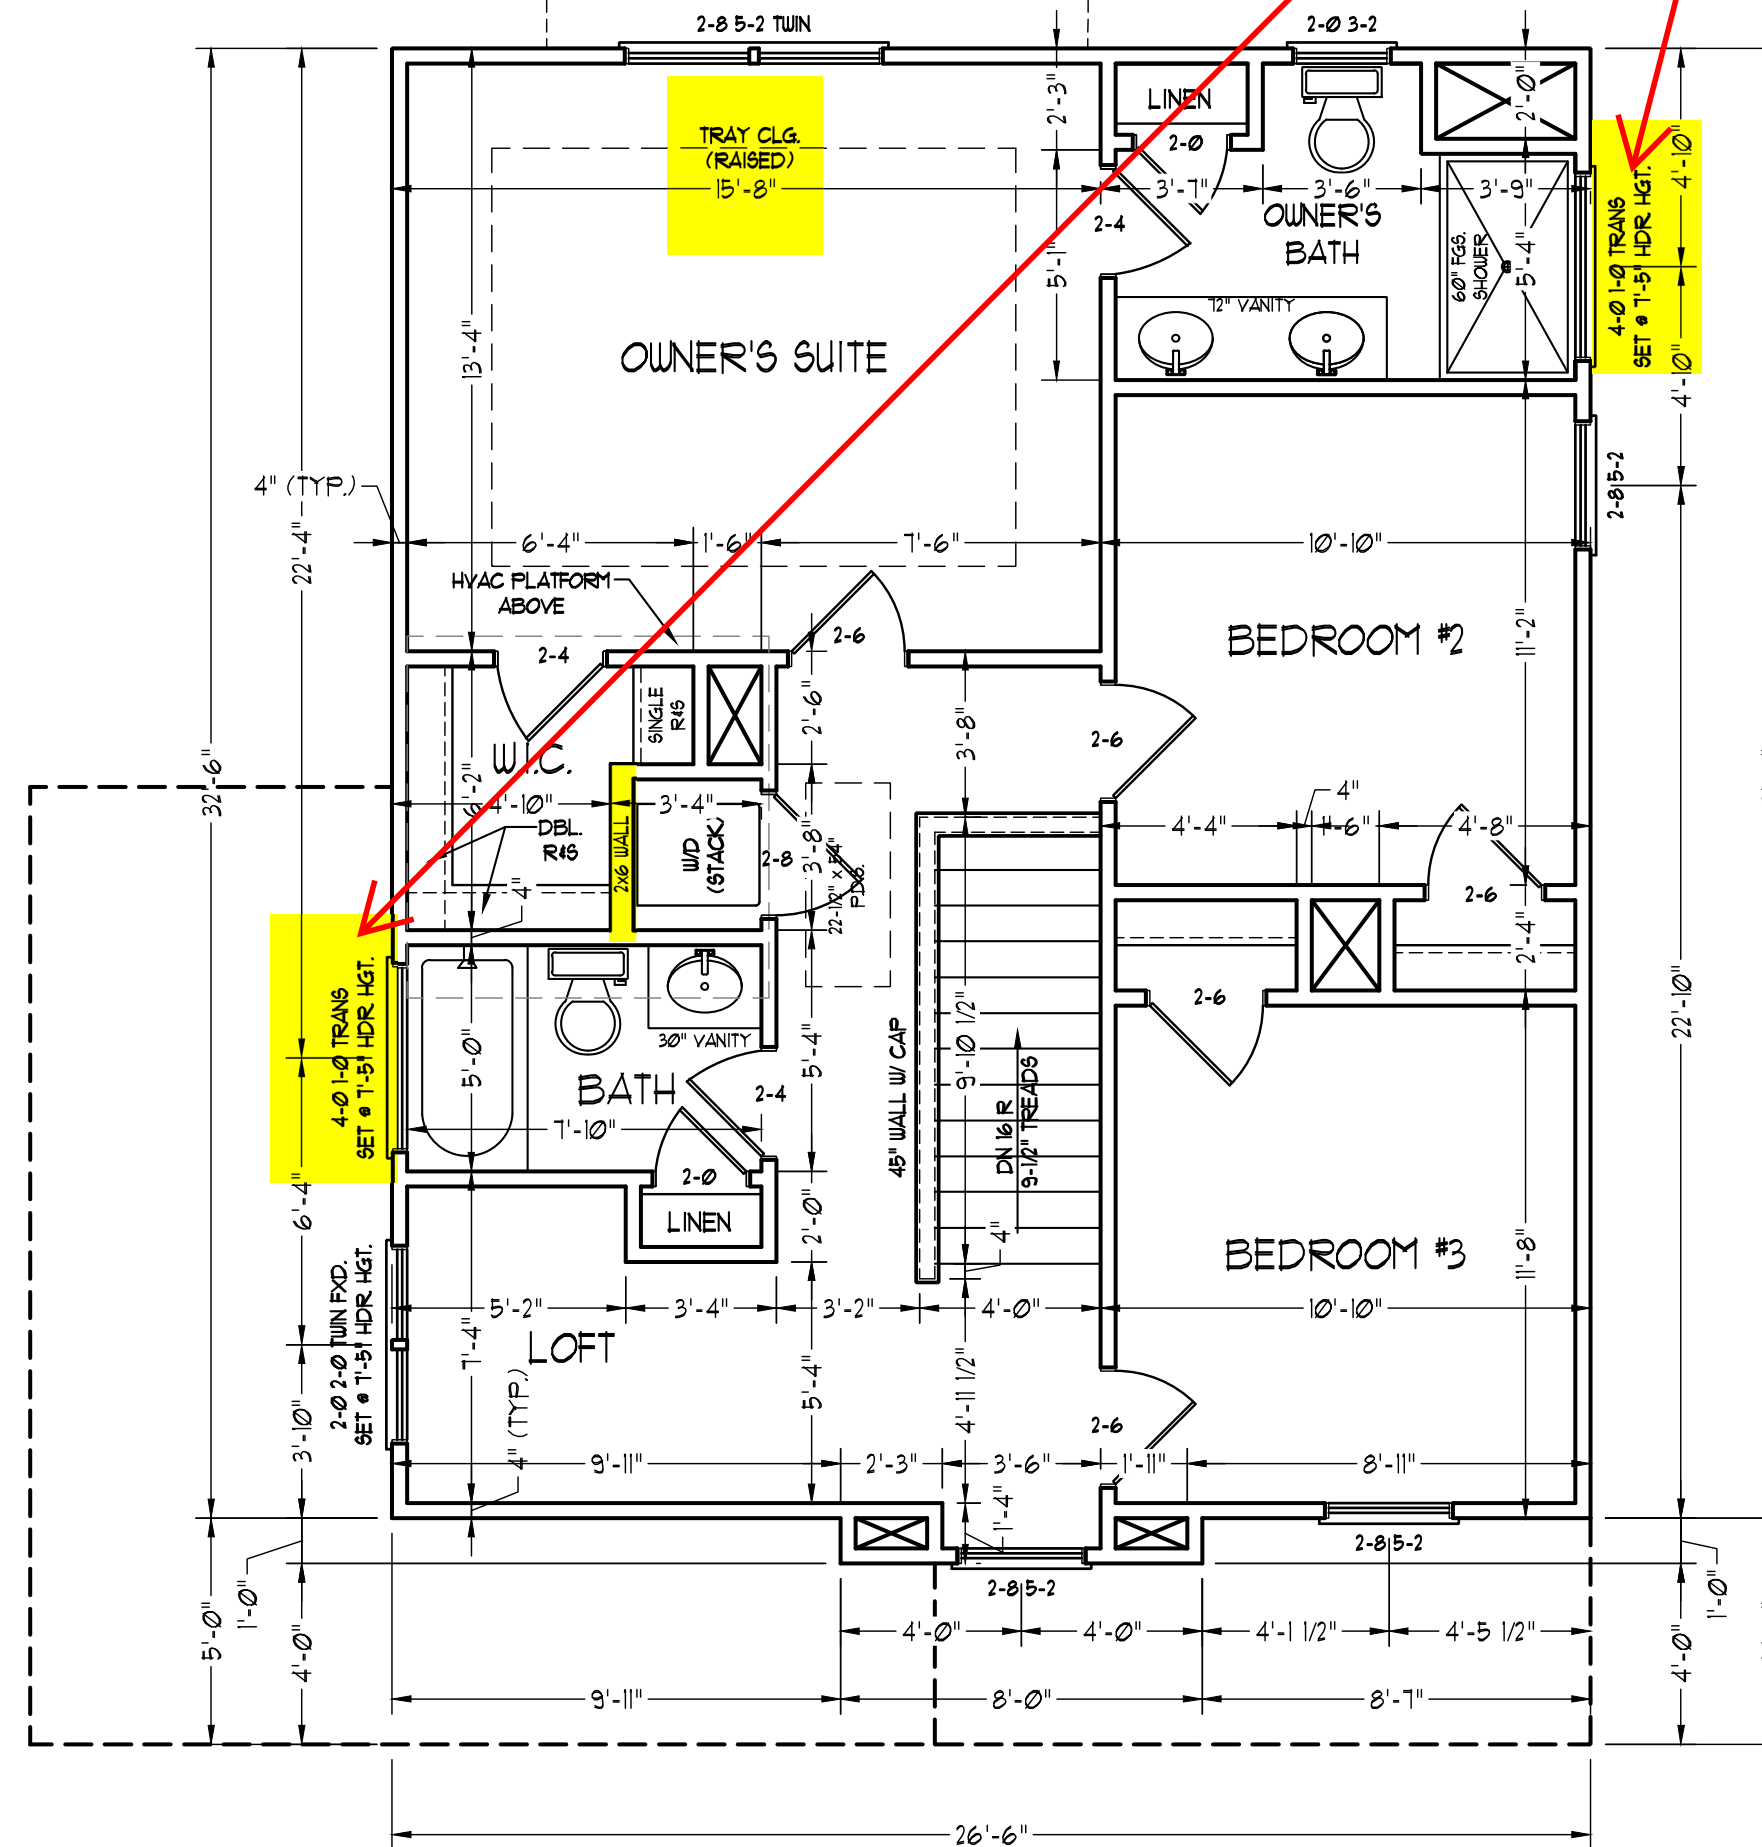 2-8 5-2 TWIN
2-0 3-2
TRAY CLG.
(RAISED)
15'-8"
2'-3"
LINEN
2-0
2'-0"
4'-10"
3'-7"
3'-6"
3'-9"
2-4
OWNER'S
BATH
5'-1"
60" FGS.
SHOWER
5'-4"
4-0 1-0 TRANS
SET @ 7'-5" HDR HGT.
72" VANITY
4'-10"
13'-4"
OWNER'S SUITE
32'-6"
22'-4"
4" (TYP.)
2-8 5-2
6'-4"
1'-6"
7'-6"
10'-10"
HVAC PLATFORM
ABOVE
2-6
2-4
BEDROOM #2
11'-2"
SINGLE
R&S
2'-6"
3'-8"
2-6
W.I.C.
6'-2"
4'-10"
3'-4"
DBL.
R&S
2x6 WALL
W/D
(STACK)
2-8
3'-8"
22-1/2" x 54"
P.D.S.
4"
4"
4'-4"
1'-6"
4'-8"
2-6
2'-4"
2-6
4-0 1-0 TRANS
SET @ 7'-5" HDR HGT.
5'-0"
30" VANITY
BATH
7'-10"
2-4
5'-4"
45" WALL W/ CAP
9'-10 1/2"
DN 16 R
9-1/2" TREADS
22'-10"
2-0
LINEN
2'-0"
4"
6'-4"
BEDROOM #3
11'-8"
2-0 2-0 TWIN FXD.
SET @ 7'-5" HDR HGT.
5'-2"
3'-4"
3'-2"
4'-0"
10'-10"
LOFT
7'-4"
4" (TYP.)
5'-4"
4'-11 1/2"
2-6
3'-10"
9'-11"
2'-3"
3'-6"
1'-11"
8'-11"
1'-4"
2-8 5-2
2-8 5-2
5'-0"
1'-0"
4'-0"
1'-0"
4'-0"
4'-0"
4'-0"
4'-1 1/2"
4'-5 1/2"
9'-11"
8'-0"
8'-7"
26'-6"